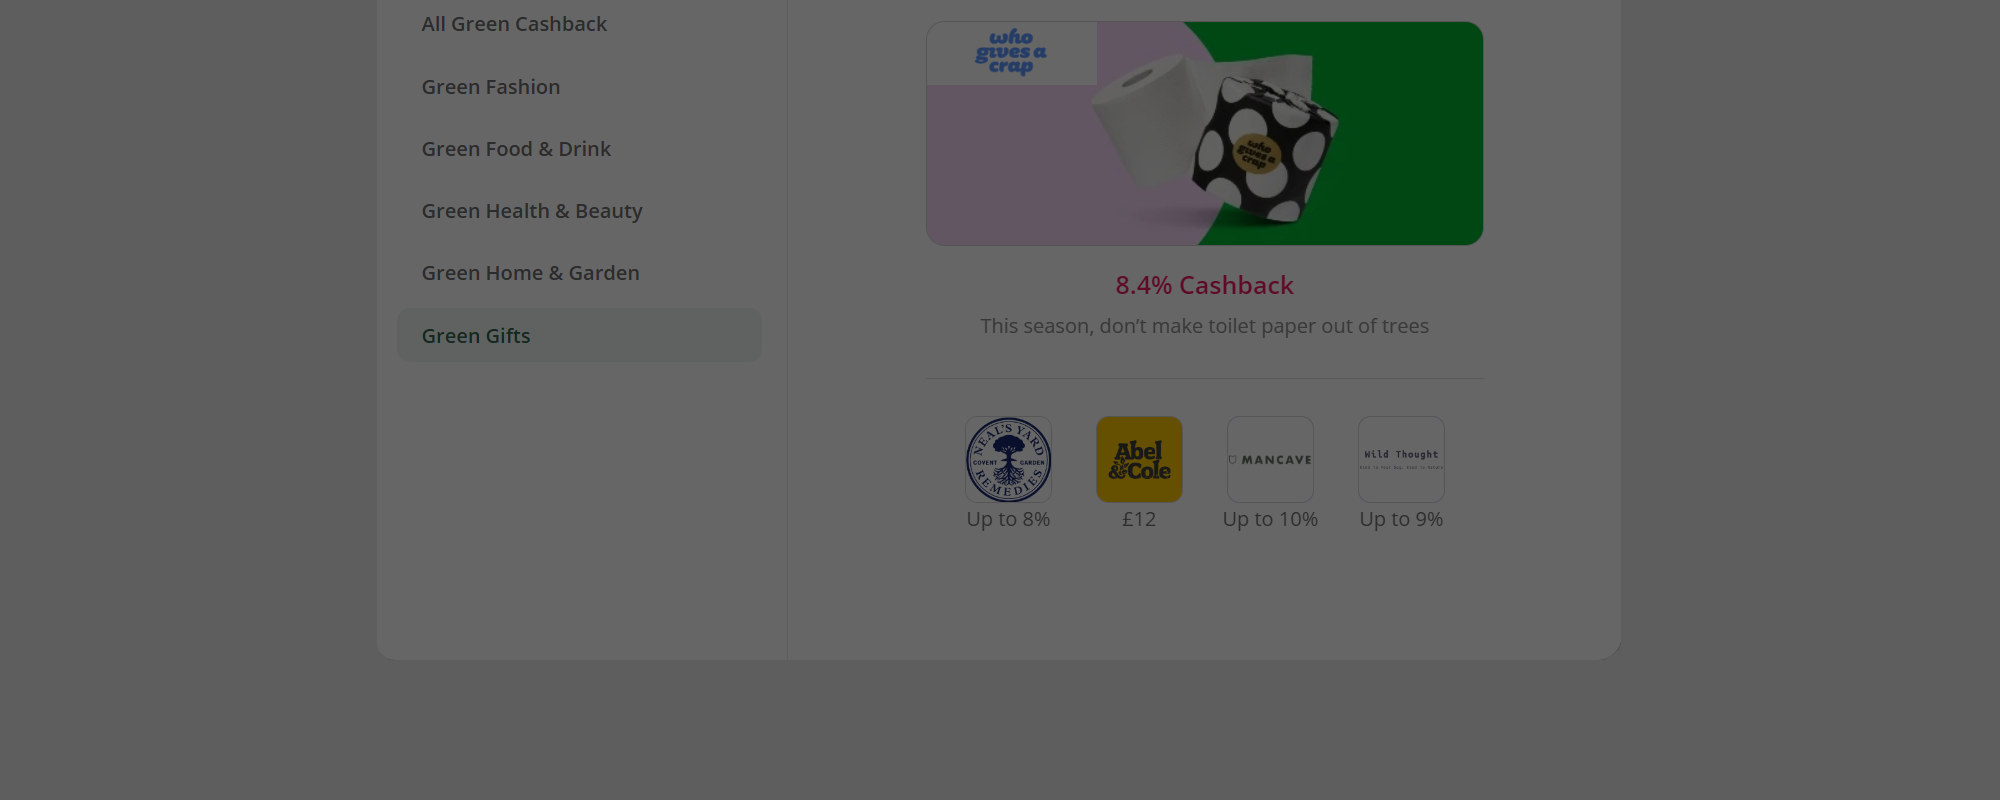 All Green Cashback
Green Fashion
Green Food & Drink
Green Health & Beauty
Green Home & Garden
Green Gifts
who
gives a
crap
who
gives a
crap
8.4% Cashback
This season, don’t make toilet paper out of trees
NEAL'S YARD
COVENT GARDEN
REMEDIES
Abel
&Cole
MANCAVE
Wild Thought
Up to 8%
£12
Up to 10%
Up to 9%